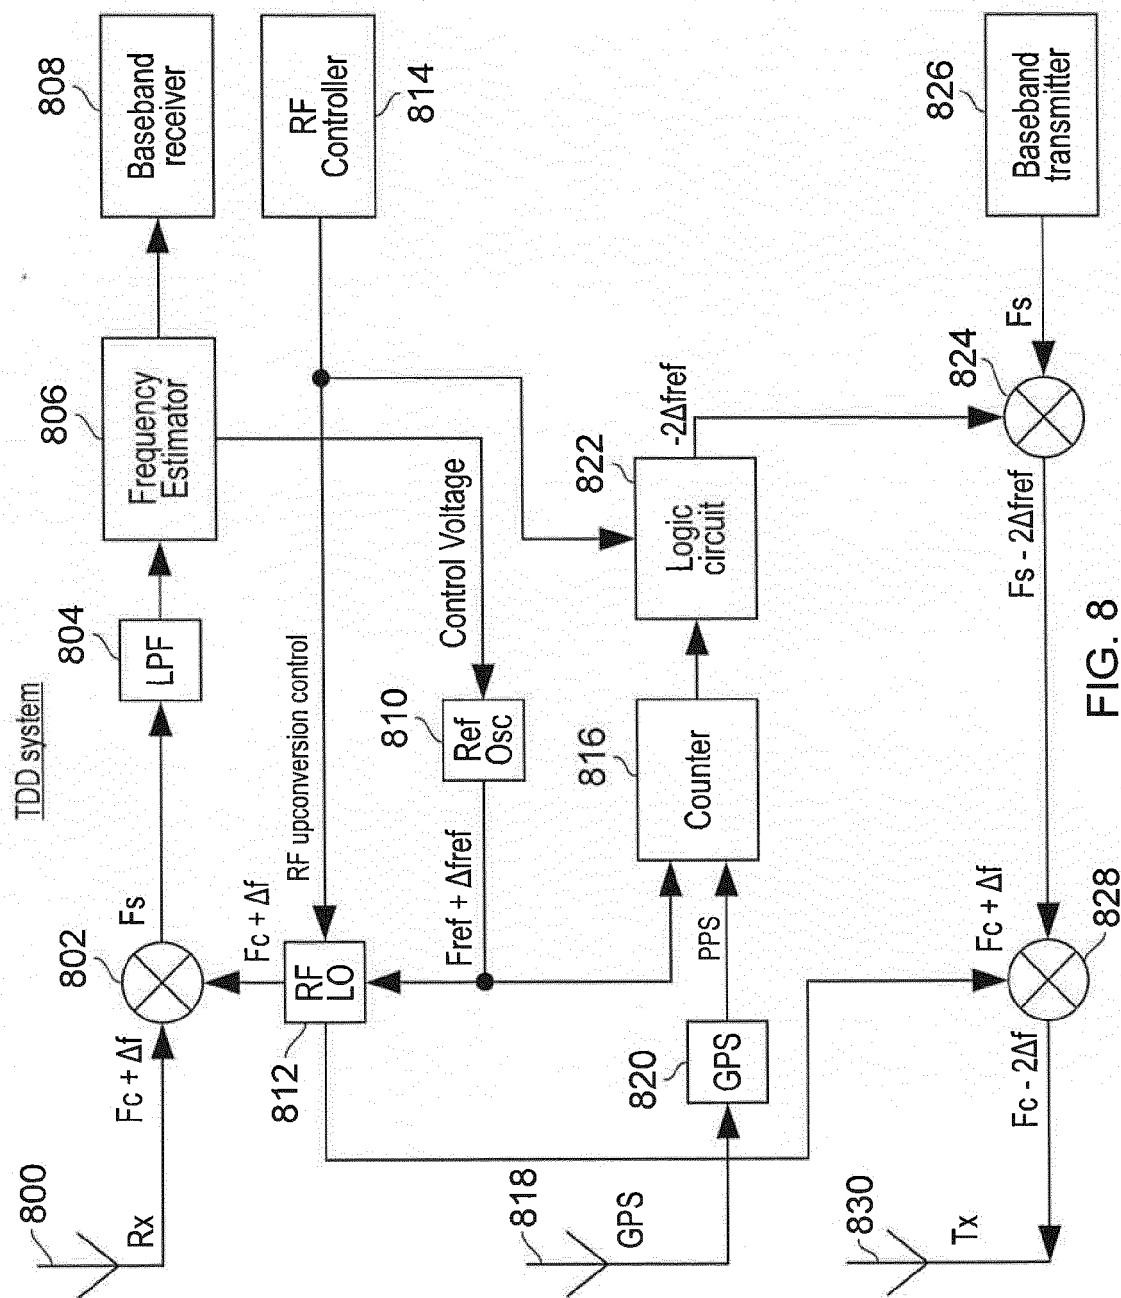 TDD system
800
Rx
Fc + Δf
802
Fs
804
LPF
806
Frequency
Estimator
808
Baseband
receiver
812
RF
LO
Fc + Δf
RF upconversion control
RF
Controller
814
Fref + Δfref
810
Ref
Osc
Control Voltage
818
GPS
820
GPS
PPS
816
Counter
822
Logic
circuit
-2Δfref
830
Tx
Fc - 2Δf
828
Fc + Δf
Fs - 2Δfref
824
Fs
826
Baseband
transmitter
FIG. 8